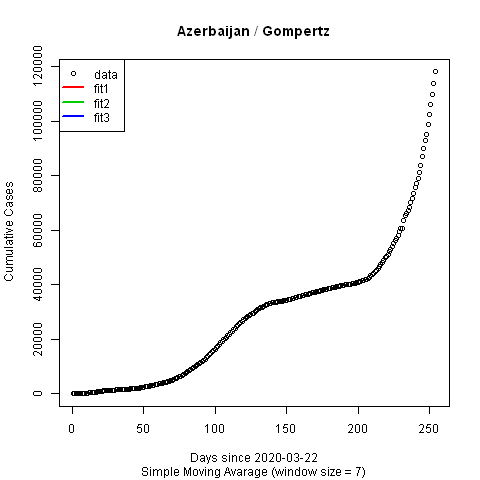 Azerbaijan / Gompertz
data
fit1
fit2
fit3
Cumulative Cases
120000
100000
80000
60000
40000
20000
0
0 50 100 150 200 250
Days since 2020-03-22
Simple Moving Avarage (window size = 7)